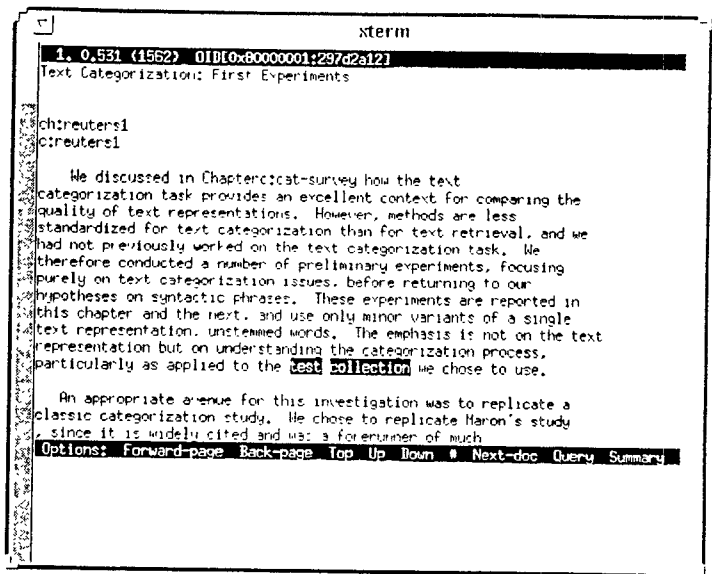 xterm
1. 0.531 (1562) OID[0x80000001:297d2a12]
Text Categorization: First Experiments
ch:reuters1
c:reuters1
We discussed in Chapterc:cat-survey how the text
categorization task provides an excellent context for comparing the
quality of text representations. However, methods are less
standardized for text categorization than for text retrieval, and we
had not previously worked on the text categorization task. We
therefore conducted a number of preliminary experiments, focusing
purely on text categorization issues, before returning to our
hypotheses on syntactic phrases. These experiments are reported in
this chapter and the next, and use only minor variants of a single
text representation, unstemmed words. The emphasis is not on the text
representation but on understanding the categorization process,
particularly as applied to the test collection we chose to use.
An appropriate avenue for this investigation was to replicate a
classic categorization study. We chose to replicate Maron's study
, since it is widely cited and was a forerunner of much
Options: Forward-page Back-page Top Up Down # Next-doc Query Summary